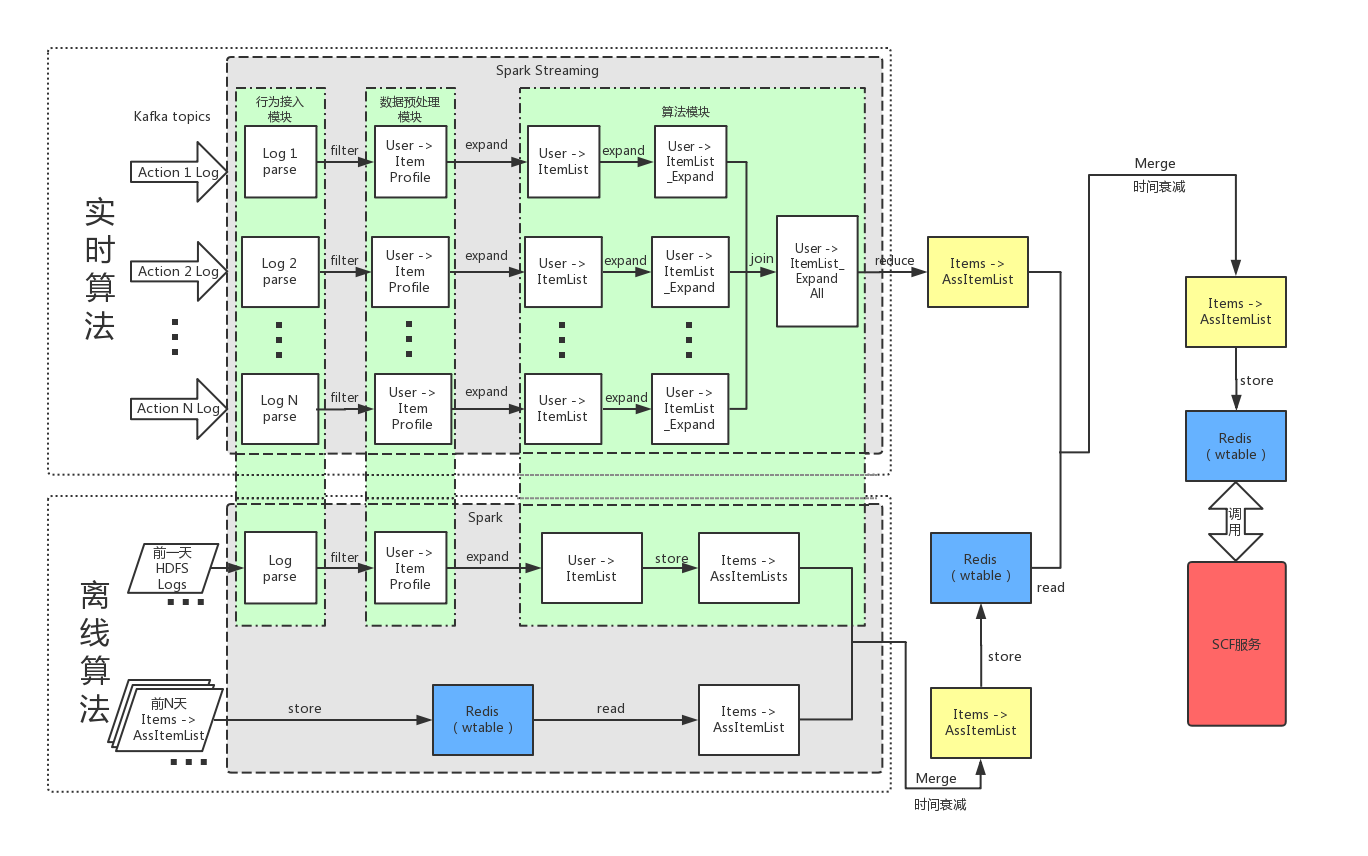 Spark Streaming
Kafka topics
行为接入
模块
数据预处理
模块
算法模块
实
时
算
法
Action 1 Log
Log 1
parse
filter
User ->
Item
Profile
expand
User ->
ItemList
expand
User ->
ItemList
_Expand
Action 2 Log
Log 2
parse
filter
User ->
Item
Profile
expand
User ->
ItemList
expand
User ->
ItemList
_Expand
join
User ->
ItemList_
Expand
All
reduce
Items ->
AssItemList
Action N Log
Log N
parse
filter
User ->
Item
Profile
expand
User ->
ItemList
expand
User ->
ItemList
_Expand
Merge
时间衰减
Items ->
AssItemList
store
Redis
( wtable )
调
用
SCF服务
离
线
算
法
Spark
前一天
HDFS
Logs
Log
parse
filter
User ->
Item
Profile
expand
User ->
ItemList
store
Items ->
AssItemLists
前N天
Items ->
AssItemList
store
Redis
( wtable )
read
Items ->
AssItemList
Merge
时间衰减
Items ->
AssItemList
store
Redis
( wtable )
read